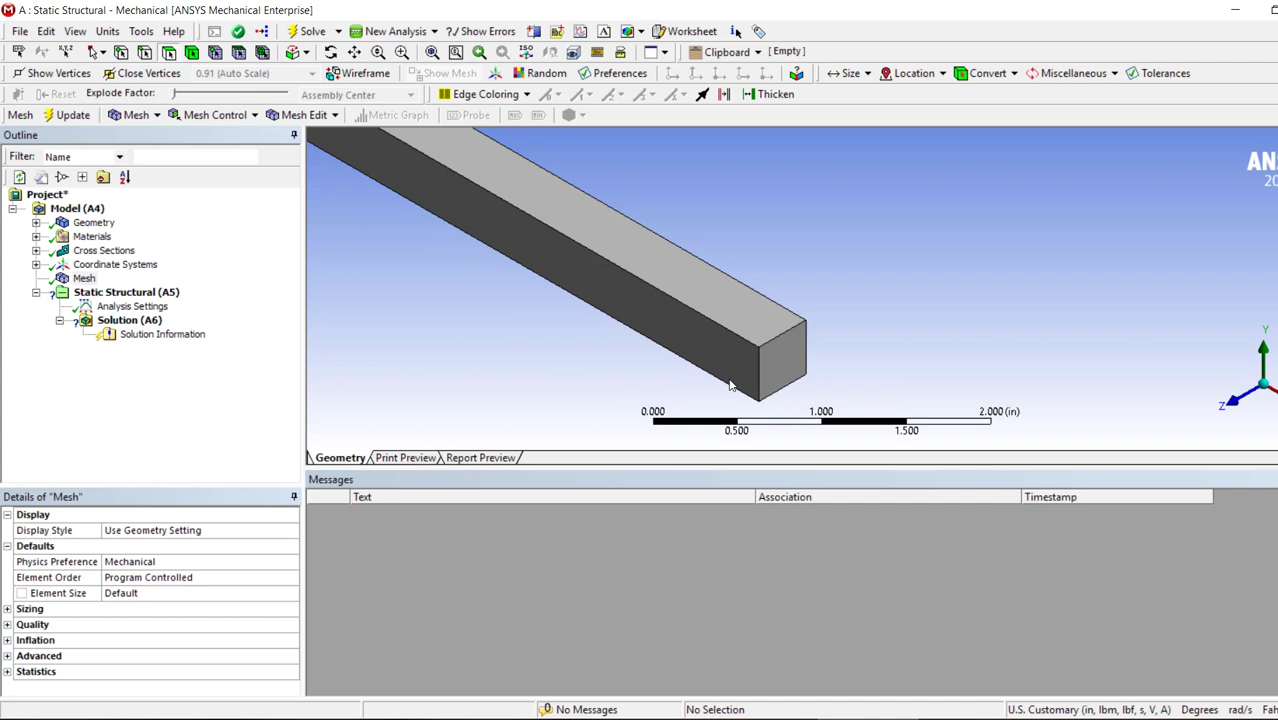 A : Static Structural - Mechanical [ANSYS Mechanical Enterprise]
File Edit View Units Tools Help Solve New Analysis Show Errors Worksheet
Clipboard [Empty]
Show Vertices Close Vertices 0.91 (Auto Scale) Wireframe Show Mesh Random Preferences Size Location Convert Miscellaneous Tolerances
Reset Explode Factor: Assembly Center Edge Coloring Thicken
Mesh Update Mesh Mesh Control Mesh Edit Metric Graph Probe MAX MIN
Outline
Filter: Name
Project*
Model (A4)
Geometry
Materials
Cross Sections
Coordinate Systems
Mesh
Static Structural (A5)
Analysis Settings
Solution (A6)
Solution Information
AN
20
Y
Z
0.000 1.000 2.000 (in)
0.500 1.500
Geometry Print Preview Report Preview
Details of "Mesh"
Display
Display Style Use Geometry Setting
Defaults
Physics Preference Mechanical
Element Order Program Controlled
Element Size Default
Sizing
Quality
Inflation
Advanced
Statistics
Messages
Text Association Timestamp
No Messages No Selection U.S. Customary (in, lbm, lbf, s, V, A) Degrees rad/s Fah